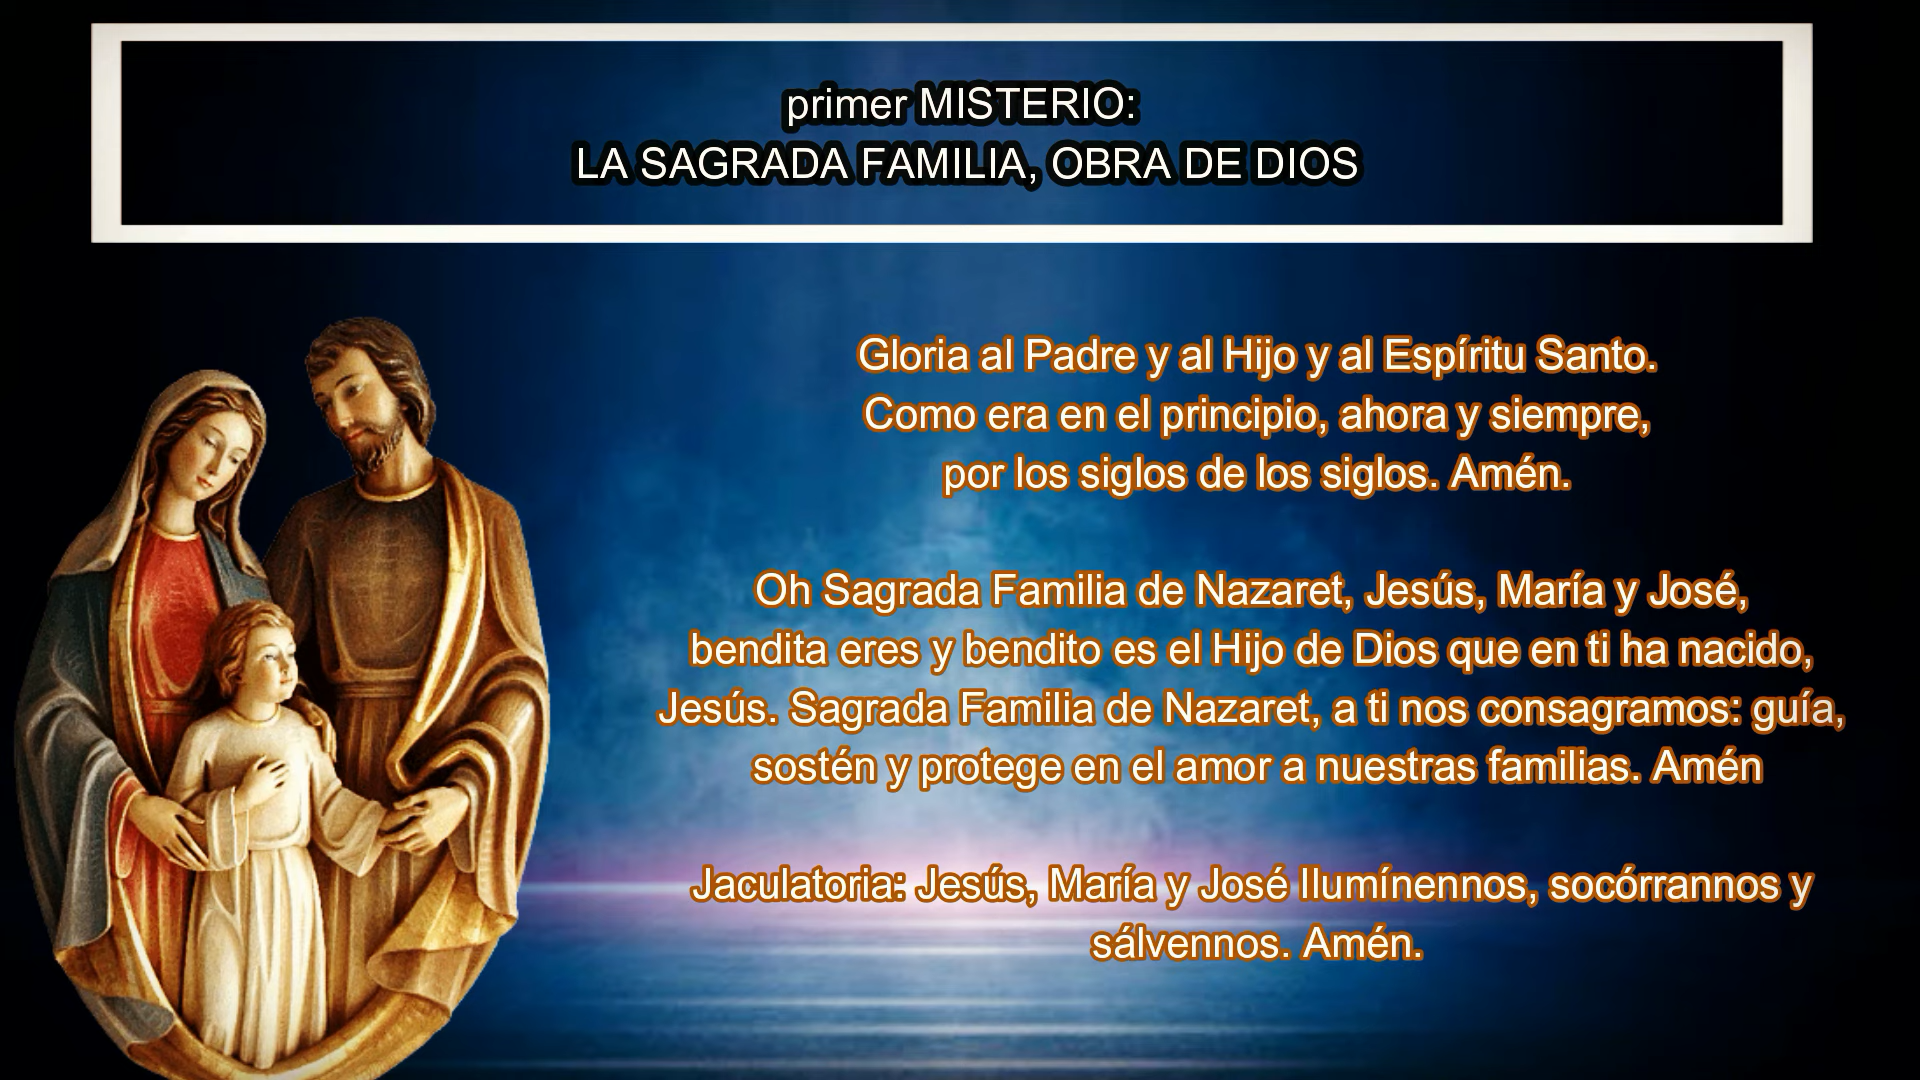 primer MISTERIO:
LA SAGRADA FAMILIA, OBRA DE DIOS
Gloria al Padre y al Hijo y al Espíritu Santo.
Como era en el principio, ahora y siempre,
por los siglos de los siglos. Amén.
Oh Sagrada Familia de Nazaret, Jesús, María y José,
bendita eres y bendito es el Hijo de Dios que en ti ha nacido,
Jesús. Sagrada Familia de Nazaret, a ti nos consagramos: guía,
sostén y protege en el amor a nuestras familias. Amén
Jaculatoria: Jesús, María y José Ilumínennos, socórrannos y
sálvennos. Amén.